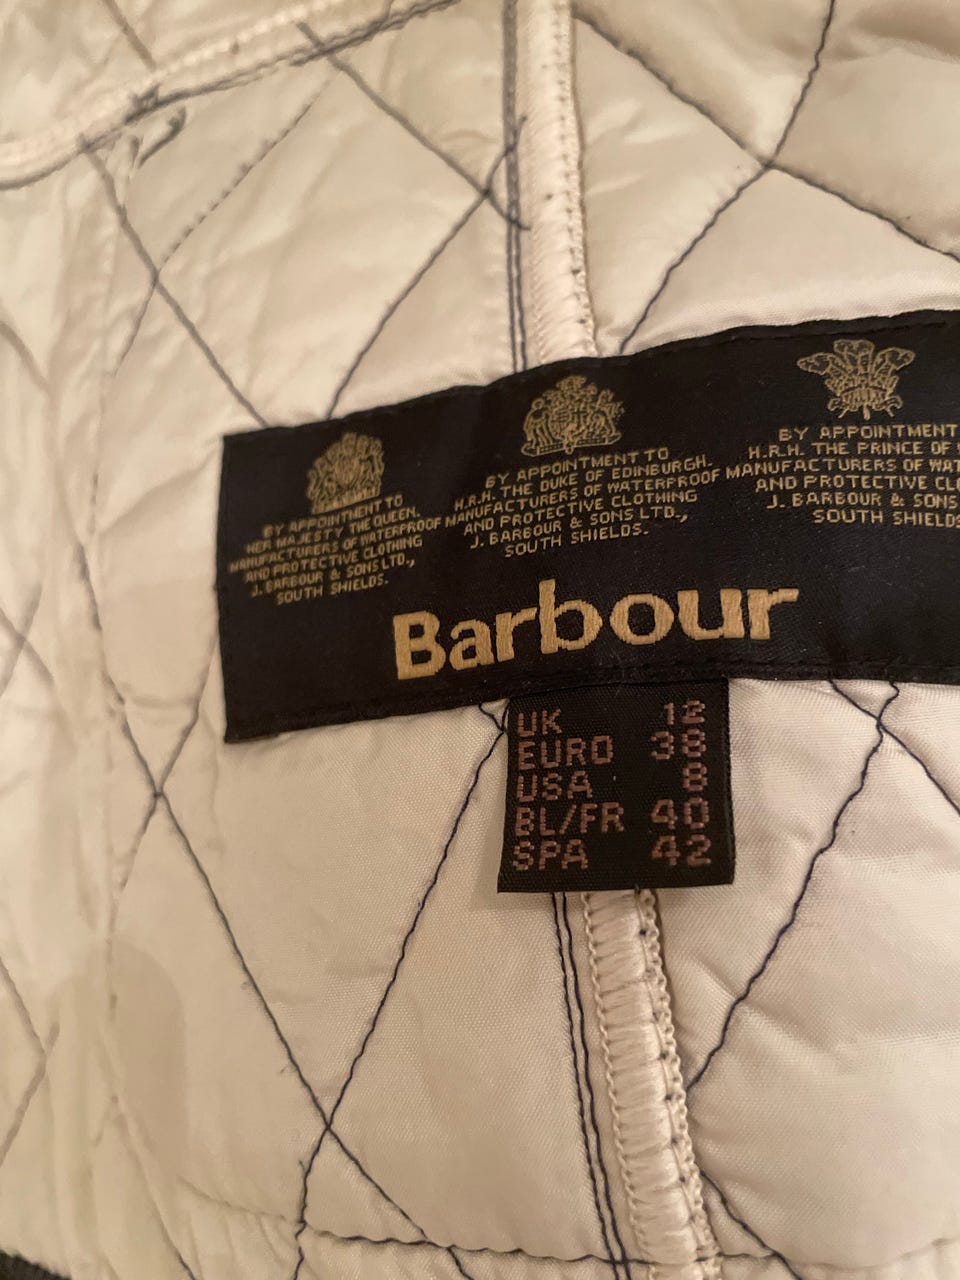 BY APPOINTMENT TO
HER MAJESTY THE QUEEN.
MANUFACTURERS OF WATERPROOF
AND PROTECTIVE CLOTHING
J. BARBOUR & SONS LTD.,
SOUTH SHIELDS.
BY APPOINTMENT TO
H.R.H. THE DUKE OF EDINBURGH.
MANUFACTURERS OF WATERPROOF
AND PROTECTIVE CLOTHING
J. BARBOUR & SONS LTD.,
SOUTH SHIELDS.
BY APPOINTMENT
H.R.H. THE PRINCE OF
MANUFACTURERS OF WAT
AND PROTECTIVE CLO
J. BARBOUR & SONS
SOUTH SHIELDS
Barbour
UK 12
EURO 38
USA 8
BL/FR 40
SPA 42